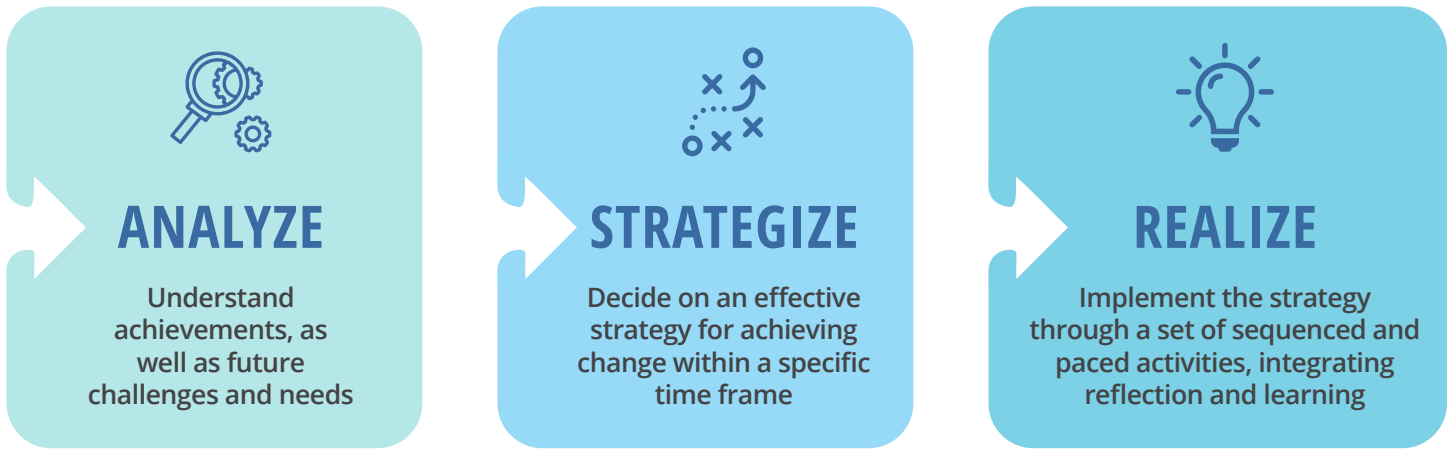 ANALYZE
Understand
achievements, as
well as future
challenges and needs
STRATEGIZE
Decide on an effective
strategy for achieving
change within a specific
time frame
REALIZE
Implement the strategy
through a set of sequenced and
paced activities, integrating
reflection and learning